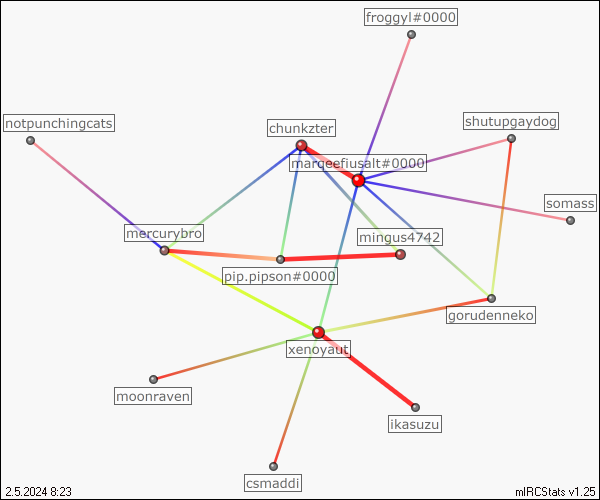 froggyl#0000
notpunchingcats
chunkzter
shutupgaydog
marqeefiusalt#0000
somass
mercurybro
mingus4742
pip.pipson#0000
gorudenneko
xenoyaut
moonraven
ikasuzu
csmaddi
2.5.2024 8:23
mIRCStats v1.25